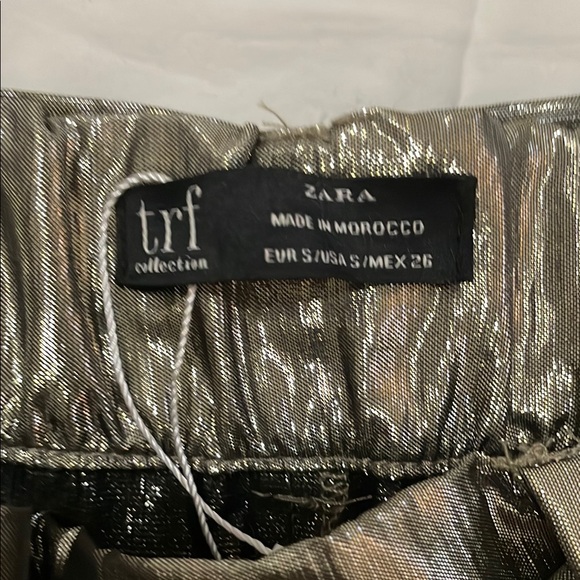 trf
collection
ZARA
MADE IN MOROCCO
EUR S/USA S/MEX 26